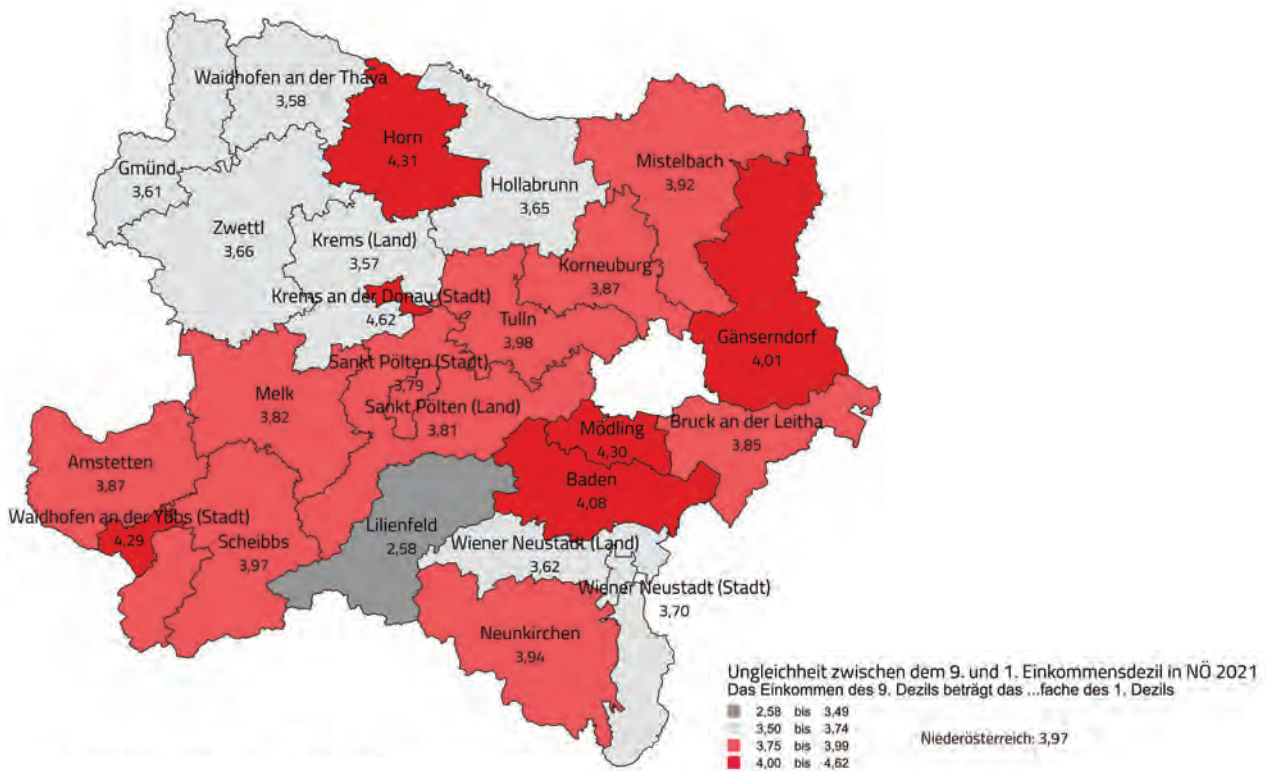 Waidhofen an der Thaya
3,58
Horn
4,31
Gmünd
3,61
Mistelbach
3,92
Hollabrunn
3,65
Zwettl
3,66
Krems (Land)
3,57
Korneuburg
3,87
Krems an der Donau (Stadt)
4,62
Tulln
3,98
Gänserndorf
4,01
Sankt Pölten (Stadt)
3,79
Melk
3,82
Sankt Pölten (Land)
3,81
Mödling
4,30
Bruck an der Leitha
3,85
Amstetten
3,87
Baden
4,08
Waidhofen an der Ybbs (Stadt)
4,29
Lilienfeld
2,58
Scheibbs
3,97
Wiener Neustadt (Land)
3,62
Wiener Neustadt (Stadt)
3,70
Neunkirchen
3,94
Ungleichheit zwischen dem 9. und 1. Einkommensdezil in NÖ 2021
Das Einkommen des 9. Dezils beträgt das ...fache des 1. Dezils
2,58 bis 3,49
3,50 bis 3,74
3,75 bis 3,99
4,00 bis 4,62
Niederösterreich: 3,97